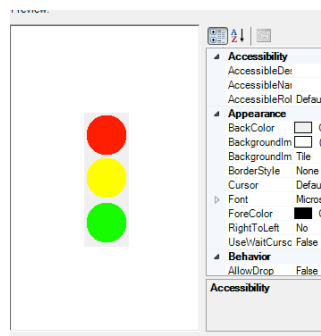 Preview:
Accessibility
AccessibleDes
AccessibleNar
AccessibleRol Defau
Appearance
BackColor
BackgroundIm
BackgroundIm Tile
BorderStyle None
Cursor Defau
Font Micros
ForeColor
RightToLeft No
UseWaitCursc False
Behavior
AllowDrop False
Accessibility